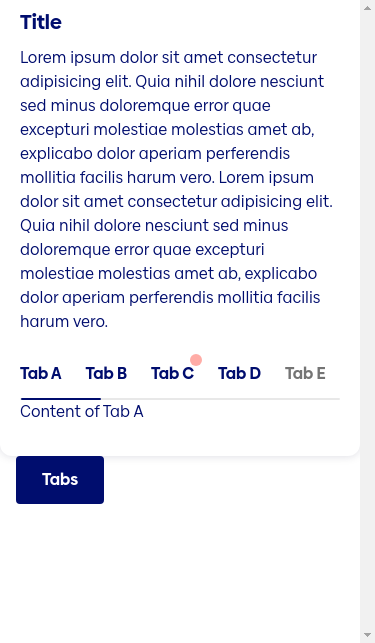 Title
Lorem ipsum dolor sit amet consectetur
adipisicing elit. Quia nihil dolore nesciunt
sed minus doloremque error quae
excepturi molestiae molestias amet ab,
explicabo dolor aperiam perferendis
mollitia facilis harum vero. Lorem ipsum
dolor sit amet consectetur adipisicing elit.
Quia nihil dolore nesciunt sed minus
doloremque error quae excepturi
molestiae molestias amet ab, explicabo
dolor aperiam perferendis mollitia facilis
harum vero.
Tab A Tab B Tab C Tab D Tab E
Content of Tab A
Tabs